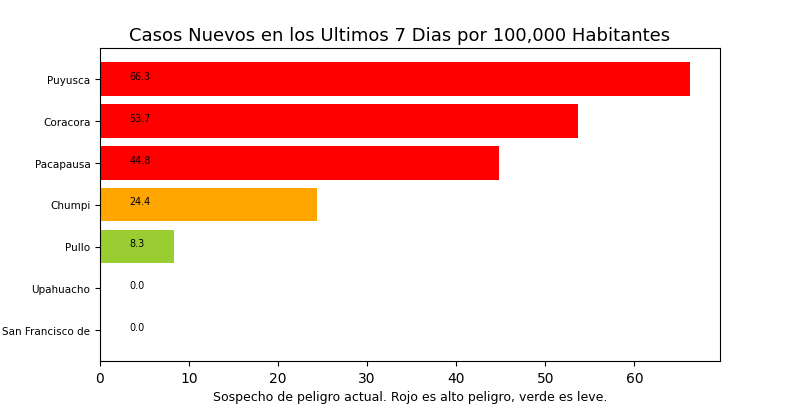 Casos Nuevos en los Ultimos 7 Dias por 100,000 Habitantes
Puyusca 66.3
Coracora 53.7
Pacapausa 44.8
Chumpi 24.4
Pullo 8.3
Upahuacho 0.0
San Francisco de 0.0
0 10 20 30 40 50 60
Sospecho de peligro actual. Rojo es alto peligro, verde es leve.